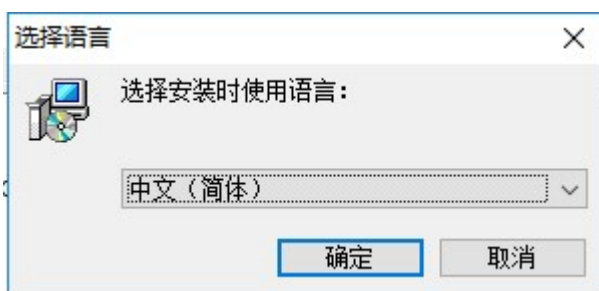 选择语言
选择安装时使用语言：
中文（简体）
确定
取消